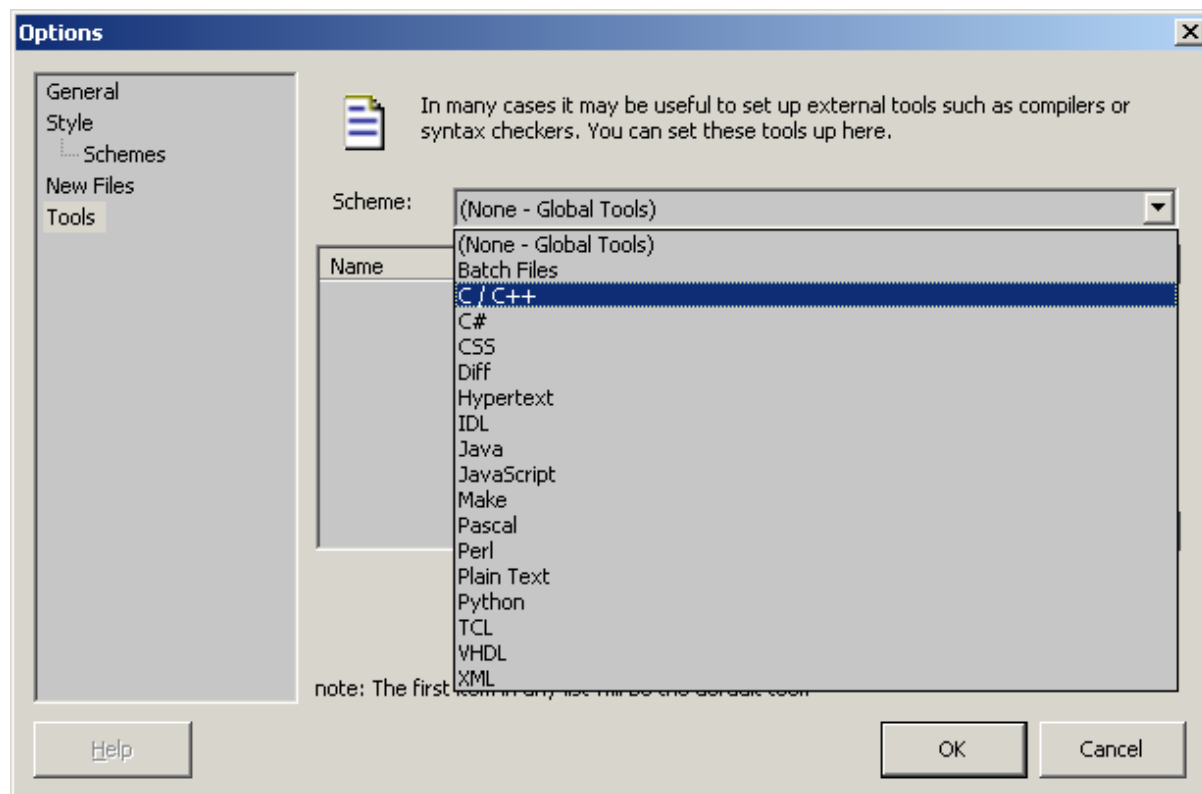 Options
General
Style
Schemes
New Files
Tools
In many cases it may be useful to set up external tools such as compilers or
syntax checkers. You can set these tools up here.
Scheme:
(None - Global Tools)
(None - Global Tools)
Batch Files
C / C++
C#
CSS
Diff
Hypertext
IDL
Java
JavaScript
Make
Pascal
Perl
Plain Text
Python
TCL
VHDL
XML
Name
note: The first
Help
OK
Cancel